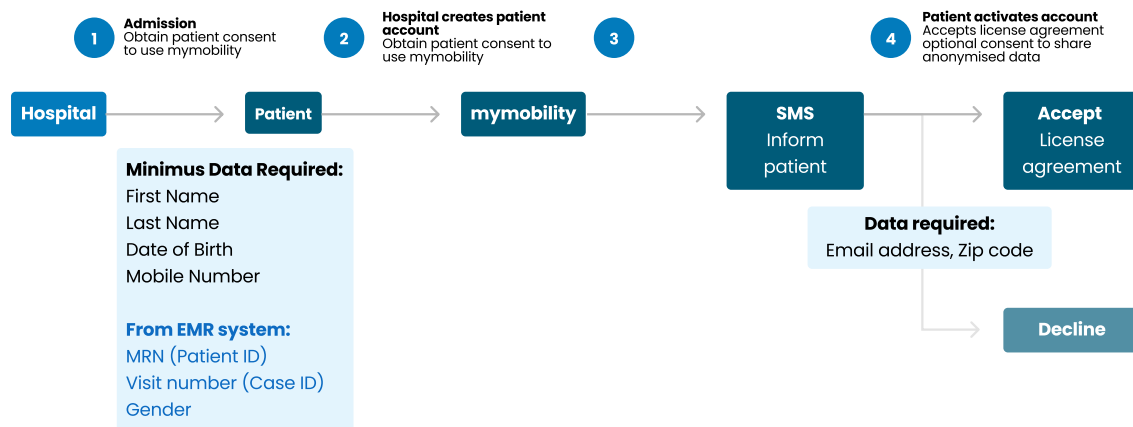 1
Admission
Obtain patient consent
to use mymobility
2
Hospital creates patient
account
Obtain patient consent to
use mymobility
3
4
Patient activates account
Accepts license agreement
optional consent to share
anonymised data
Hospital
Patient
mymobility
SMS
Inform
patient
Accept
License
agreement
Minimus Data Required:
First Name
Last Name
Date of Birth
Mobile Number
From EMR system:
MRN (Patient ID)
Visit number (Case ID)
Gender
Data required:
Email address, Zip code
Decline